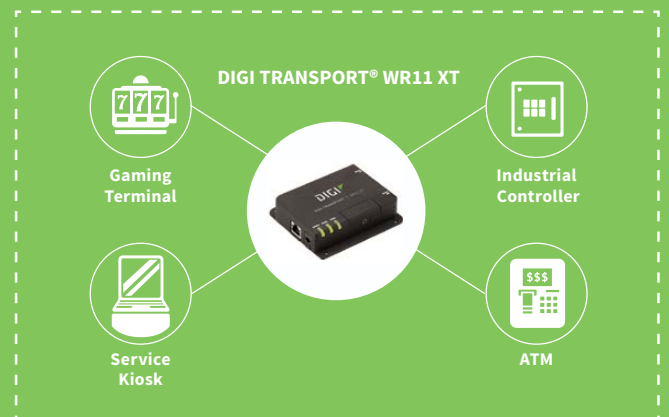 DIGI TRANSPORT® WR11 XT
777
Gaming
Terminal
Industrial
Controller
DIGI
$$$
Service
Kiosk
ATM